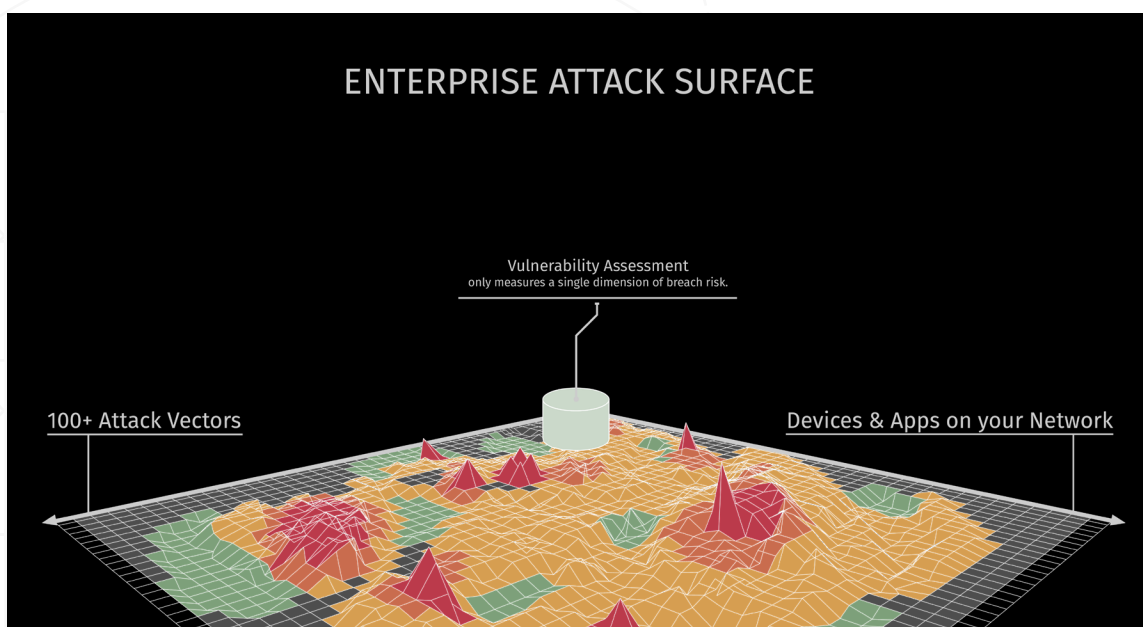 ENTERPRISE ATTACK SURFACE
Vulnerability Assessment
only measures a single dimension of breach risk.
100+ Attack Vectors
Devices & Apps on your Network